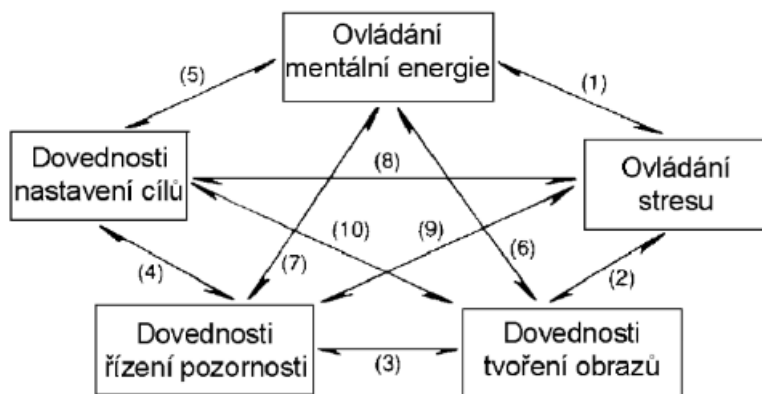 Ovládání
mentální energie
(5)
(1)
Dovednosti
nastavení cílů
(8)
Ovládání
stresu
(10)
(9)
(4)
(7)
(6)
(2)
Dovednosti
řízení pozornosti
(3)
Dovednosti
tvoření obrazů